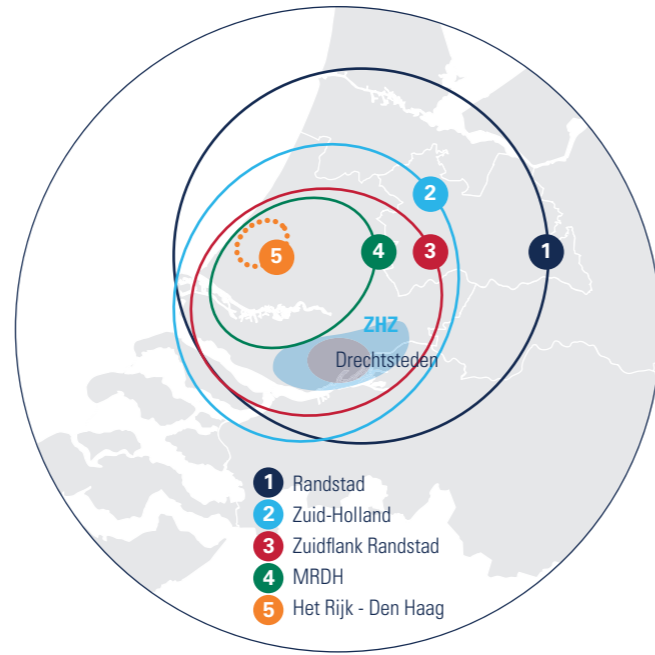 2
1
3
4
5
ZHZ
Drechtsteden
1 Randstad
2 Zuid-Holland
3 Zuidflank Randstad
4 MRDH
5 Het Rijk - Den Haag